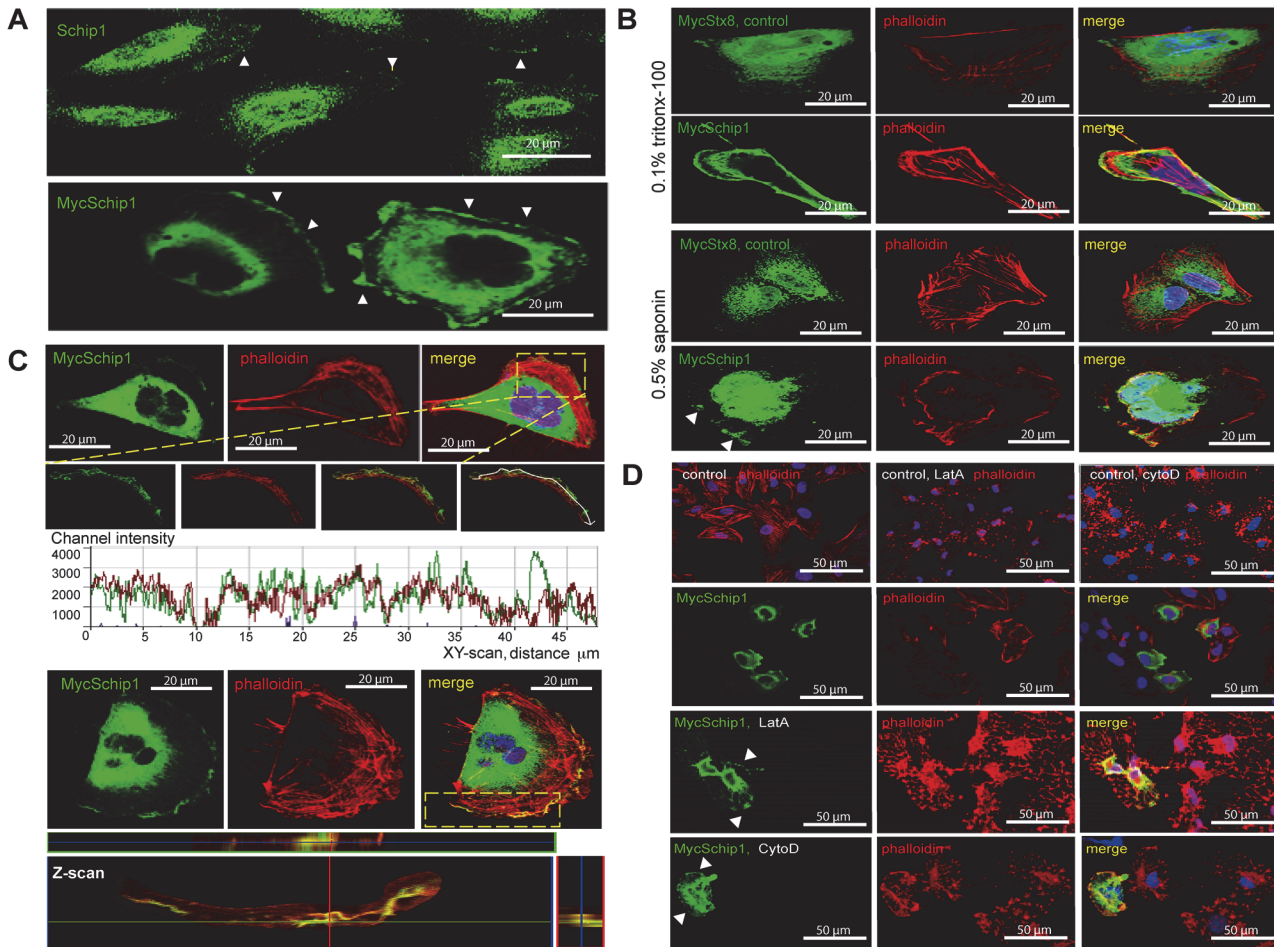 A
Schip1
20 µm
MycSchip1
20 µm
B
0.1% tritonx-100
MycStx8, control
phalloidin
merge
20 µm
20 µm
20 µm
MycSchip1
phalloidin
merge
20 µm
20 µm
20 µm
0.5% saponin
MycStx8, control
phalloidin
merge
20 µm
20 µm
20 µm
MycSchip1
phalloidin
merge
20 µm
20 µm
20 µm
C
MycSchip1
phalloidin
merge
20 µm
20 µm
20 µm
Channel intensity
4000
3000
2000
1000
0 5 10 15 20 25 30 35 40 45
XY-scan, distance µm
MycSchip1
20 µm
phalloidin
20 µm
merge
20 µm
Z-scan
D
control phalloidin
control, LatA phalloidin
control, cytoD phalloidin
50 µm
50 µm
50 µm
MycSchip1
phalloidin
merge
50 µm
50 µm
50 µm
MycSchip1, LatA
phalloidin
merge
50 µm
50 µm
50 µm
MycSchip1, CytoD
phalloidin
merge
50 µm
50 µm
50 µm